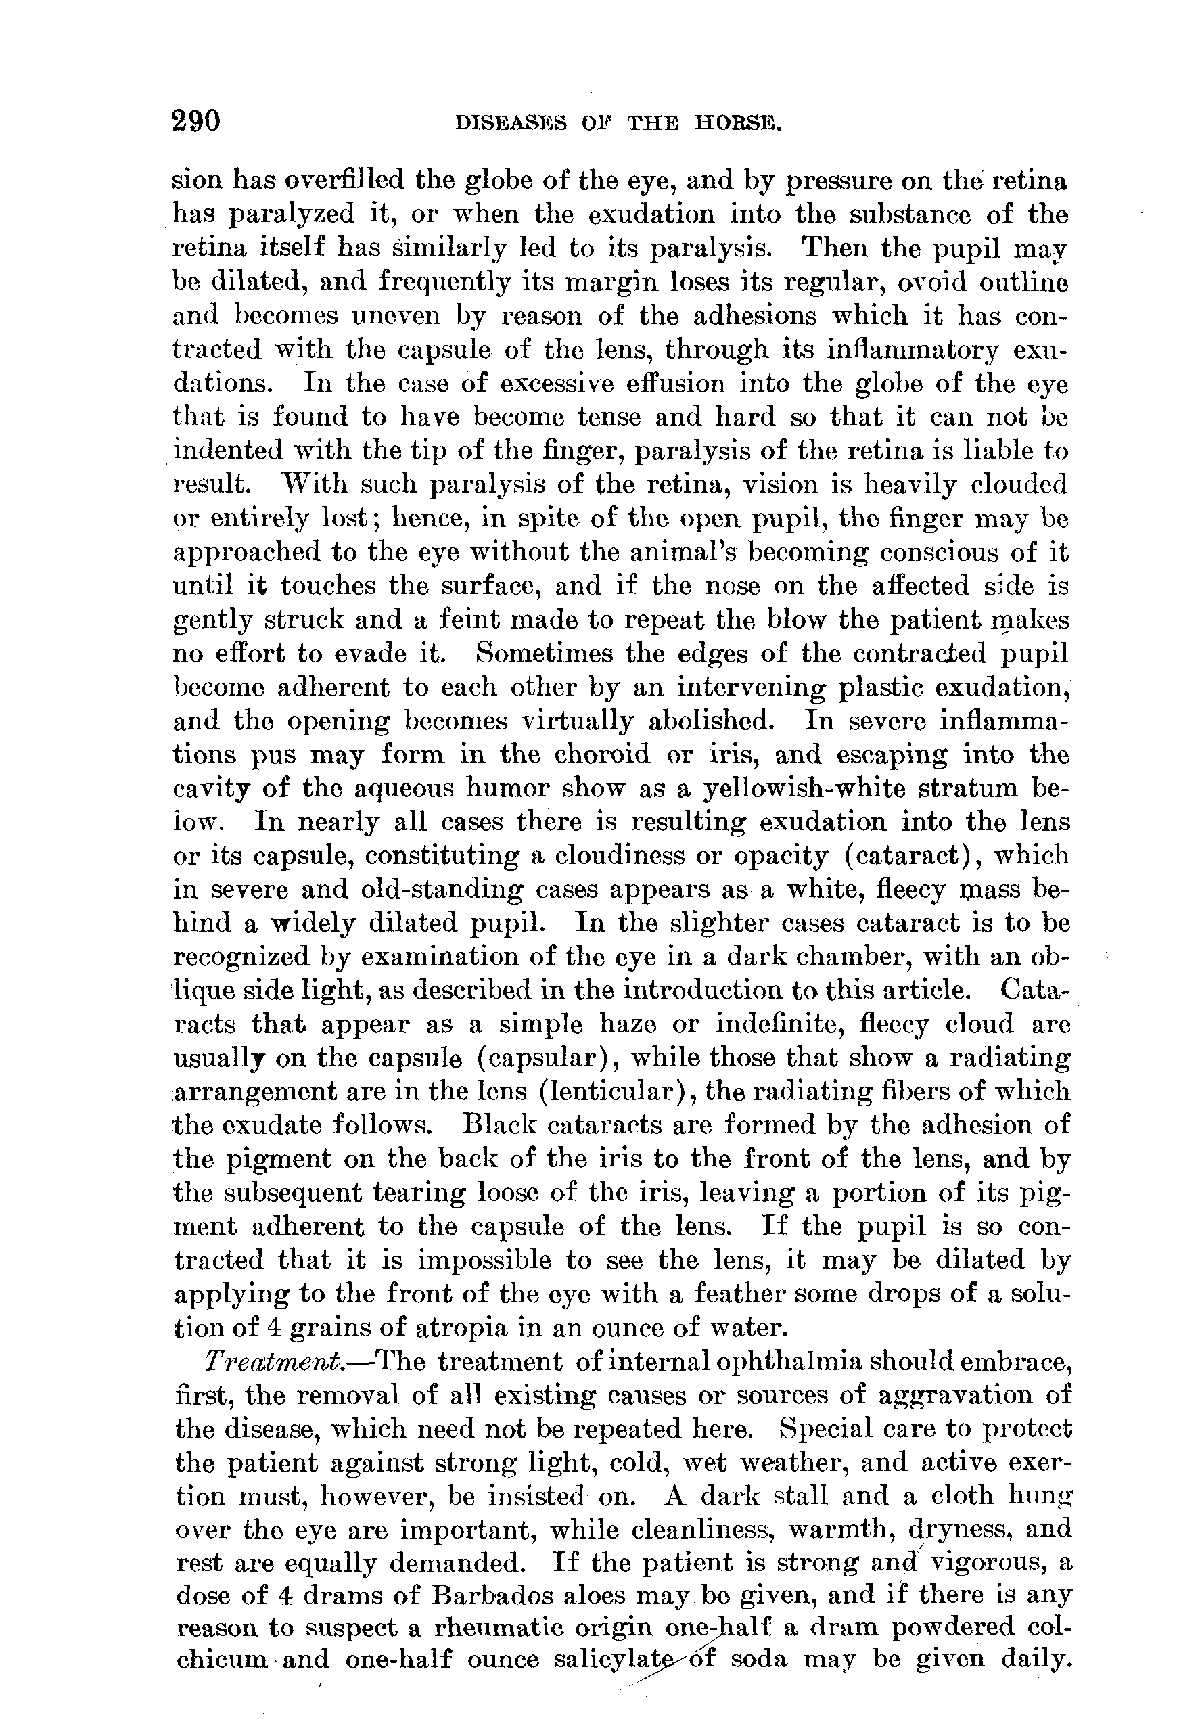 290 DISEASES OF THE HORSE.
sion has overfilled the globe of the eye, and by pressure on the retina
has paralyzed it, or when the exudation into the substance of the
retina itself has similarly led to its paralysis. Then the pupil may
be dilated, and frequently its margin loses its regular, ovoid outline
and becomes uneven by reason of the adhesions which it has con-
tracted with the capsule of the lens, through its inflammatory exu-
dations. In the case of excessive effusion into the globe of the eye
that is found to have become tense and hard so that it can not be
indented with the tip of the finger, paralysis of the retina is liable to
result. With such paralysis of the retina, vision is heavily clouded
or entirely lost; hence, in spite of the open pupil, the finger may be
approached to the eye without the animal's becoming conscious of it
until it touches the surface, and if the nose on the affected side is
gently struck and a feint made to repeat the blow the patient makes
no effort to evade it. Sometimes the edges of the contracted pupil
become adherent to each other by an intervening plastic exudation,
and the opening becomes virtually abolished. In severe inflamma-
tions pus may form in the choroid or iris, and escaping into the
cavity of the aqueous humor show as a yellowish-white stratum be-
low. In nearly all cases there is resulting exudation into the lens
or its capsule, constituting a cloudiness or opacity (cataract), which
in severe and old-standing cases appears as a white, fleecy mass be-
hind a widely dilated pupil. In the slighter cases cataract is to be
recognized by examination of the eye in a dark chamber, with an ob-
lique side light, as described in the introduction to this article. Cata-
racts that appear as a simple haze or indefinite, fleecy cloud are
usually on the capsule (capsular), while those that show a radiating
arrangement are in the lens (lenticular), the radiating fibers of which
the exudate follows. Black cataracts are formed by the adhesion of
the pigment on the back of the iris to the front of the lens, and by
the subsequent tearing loose of the iris, leaving a portion of its pig-
ment adherent to the capsule of the lens. If the pupil is so con-
tracted that it is impossible to see the lens, it may be dilated by
applying to the front of the eye with a feather some drops of a solu-
tion of 4 grains of atropia in an ounce of water.
Treatment.—The treatment of internal ophthalmia should embrace,
first, the removal of all existing causes or sources of aggravation of
the disease, which need not be repeated here. Special care to protect
the patient against strong light, cold, wet weather, and active exer-
tion must, however, be insisted on. A dark stall and a cloth hung
over the eye are important, while cleanliness, warmth, dryness, and
rest are equally demanded. If the patient is strong and vigorous, a
dose of 4 drams of Barbados aloes may be given, and if there is any
reason to suspect a rheumatic origin one-half a dram powdered col-
chicum and one-half ounce salicylate of soda may be given daily.